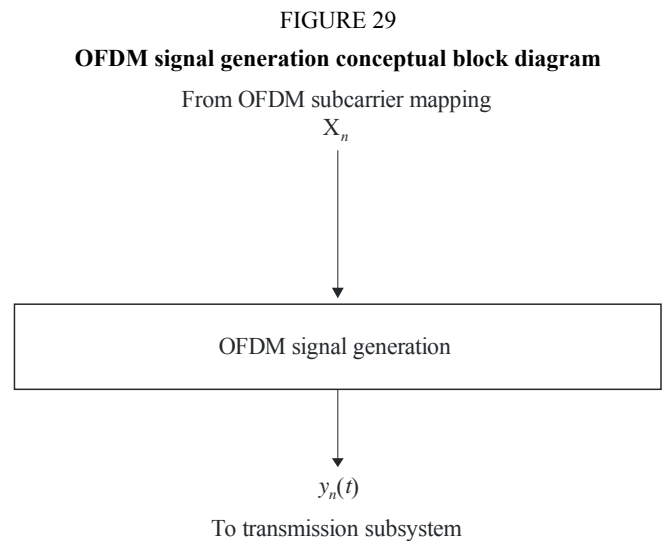 FIGURE 29
OFDM signal generation conceptual block diagram
From OFDM subcarrier mapping
Xn
OFDM signal generation
yn(t)
To transmission subsystem